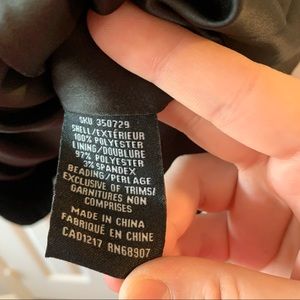 SKU 350729
SHELL/EXTÉRIEUR
100% POLYESTER
LINING/DOUBLURE
97% POLYESTER
3% SPANDEX
BEADING/PERLAGE
EXCLUSIVE OF TRIMS/
GARNITURES NON
COMPRISES
MADE IN CHINA
FABRIQUÉ EN CHINE
CAD1217 RN68907